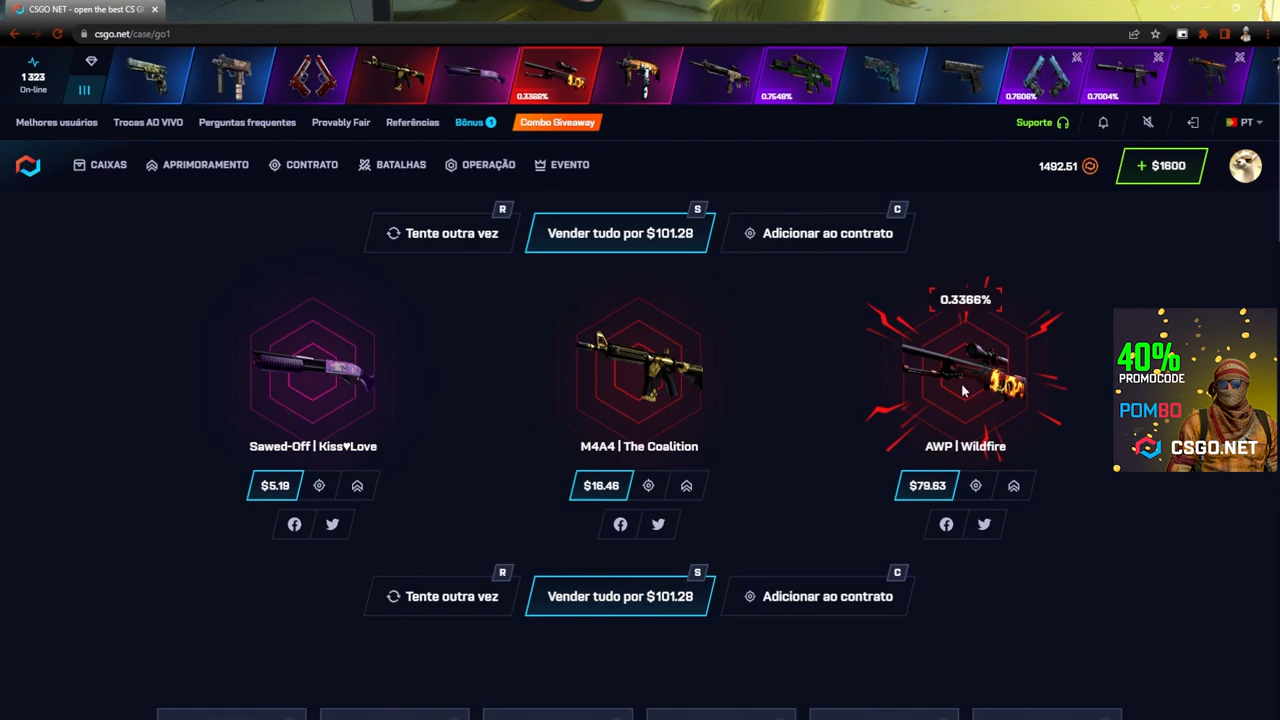 CSGO NET - open the best CS GO
csgo.net/case/go1
1 323
On-line
0.3366%
0.7548%
0.7606%
0.7004%
Melhores usuários
Trocas AO VIVO
Perguntas frequentes
Provably Fair
Referências
Bônus 1
Combo Giveaway
Suporte
PT
CAIXAS
APRIMORAMENTO
CONTRATO
BATALHAS
OPERAÇÃO
EVENTO
1492.51
+ $1600
R
S
C
Tente outra vez
Vender tudo por $101.28
Adicionar ao contrato
0.3366%
Sawed-Off | Kiss♥Love
M4A4 | The Coalition
AWP | Wildfire
$5.19
$16.46
$79.63
40%
PROMOCODE
POMBO
CSGO.NET
R
S
C
Tente outra vez
Vender tudo por $101.28
Adicionar ao contrato